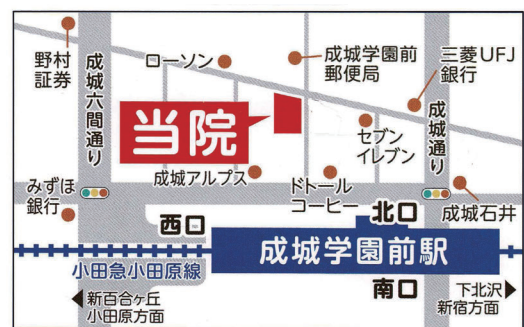 野村
証券
成城六間通り
ローソン
成城学園前
郵便局
三菱UFJ
銀行
当院
セブン
イレブン
成城通り
みずほ
銀行
成城アルプス
ドトール
コーヒー
成城石井
西口
北口
成城学園前駅
小田急小田原線
南口
◀新百合ヶ丘
小田原方面
下北沢▶
新宿方面